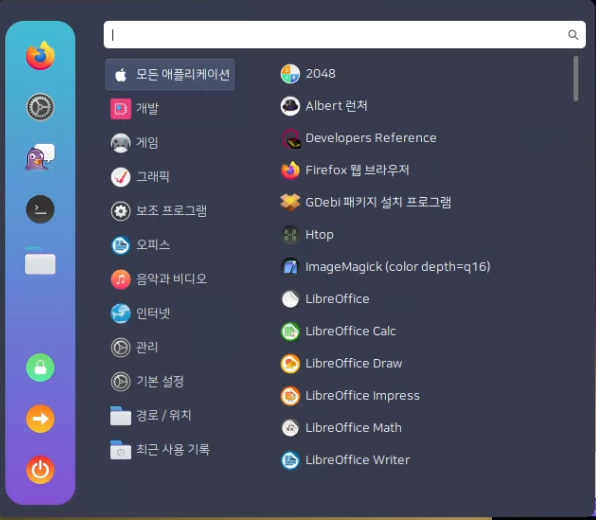 모든 애플리케이션
개발
게임
그래픽
보조 프로그램
오피스
음악과 비디오
인터넷
관리
기본 설정
경로 / 위치
최근 사용 기록
2048
Albert 런처
Developers Reference
Firefox 웹 브라우저
GDebi 패키지 설치 프로그램
Htop
ImageMagick (color depth=q16)
LibreOffice
LibreOffice Calc
LibreOffice Draw
LibreOffice Impress
LibreOffice Math
LibreOffice Writer